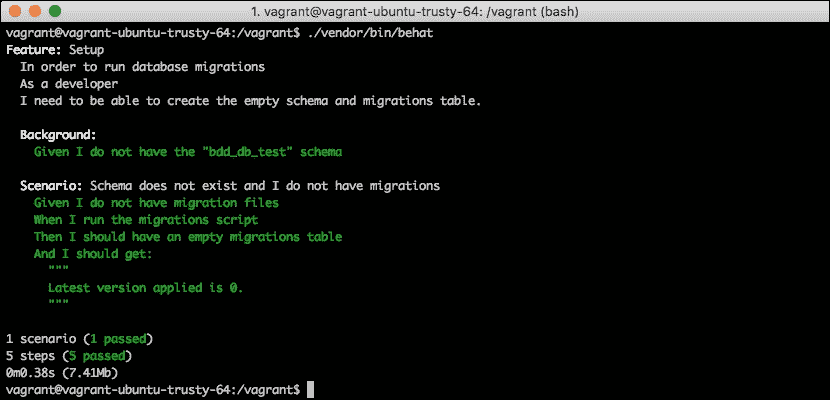 1. vagrant@vagrant-ubuntu-trusty-64: /vagrant (bash)
vagrant@vagrant-ubuntu-trusty-64:/vagrant$ ./vendor/bin/behat
Feature: Setup
  In order to run database migrations
  As a developer
  I need to be able to create the empty schema and migrations table.

  Background:
    Given I do not have the "bdd_db_test" schema

  Scenario: Schema does not exist and I do not have migrations
    Given I do not have migration files
    When I run the migrations script
    Then I should have an empty migrations table
    And I should get:
      """
      Latest version applied is 0.
      """

1 scenario (1 passed)
5 steps (5 passed)
0m0.38s (7.41Mb)
vagrant@vagrant-ubuntu-trusty-64:/vagrant$